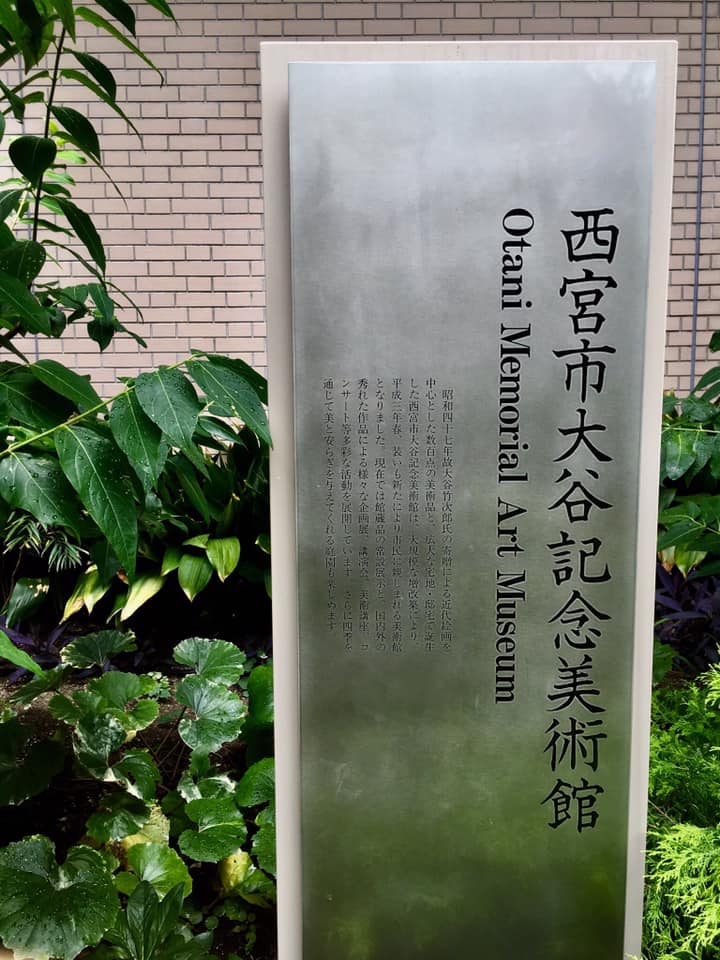 西宮市大谷記念美術館
Otani Memorial Art Museum
昭和四十七年故大谷竹次郎氏の寄贈による近代絵画を
中心とした数百点の美術品と、広大な宅地・邸宅で誕生
した西宮市大谷記念美術館は、大規模な増改築により、
平成三年春、装いも新たにより市民に親しまれる美術館
となりました。現在では館蔵品の常設展示と、国内外の
秀れた作品による様々な企画展、講演会、美術講座、コ
ンサート等多彩な活動を展開しています。さらに四季を
通じて美と安らぎを与えてくれる庭園も楽しめます。